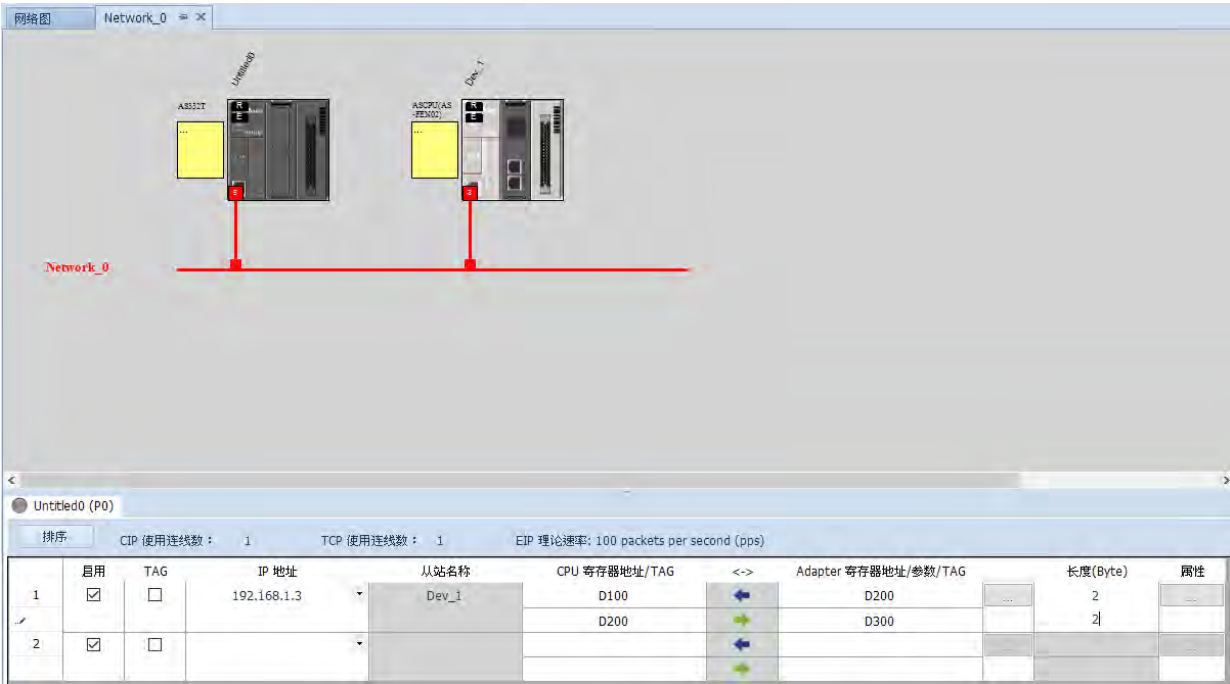 网络图 Network_0
Untitled0
Dev_1
AS332T
ASCPU(AS
-FEN02)
...
...
R
E
R
E
Network_0
Untitled0 (P0)
排序 CIP 使用连线数： 1 TCP 使用连线数： 1 EIP 理论速率: 100 packets per second (pps)
启用 TAG IP 地址 从站名称 CPU 寄存器地址/TAG <-> Adapter 寄存器地址/参数/TAG 长度(Byte) 属性
1 192.168.1.3 Dev_1 D100 D200 ... 2 ...
D200 D300 2
2